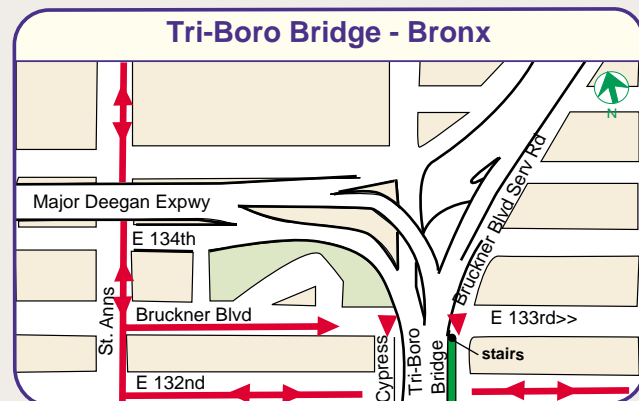 Tri-Boro Bridge - Bronx
N
Major Deegan Expwy
E 134th
Bruckner Blvd Serv Rd
St. Anns
Bruckner Blvd
E 133rd>>
stairs
Cypress
Tri-Boro
Bridge
E 132nd